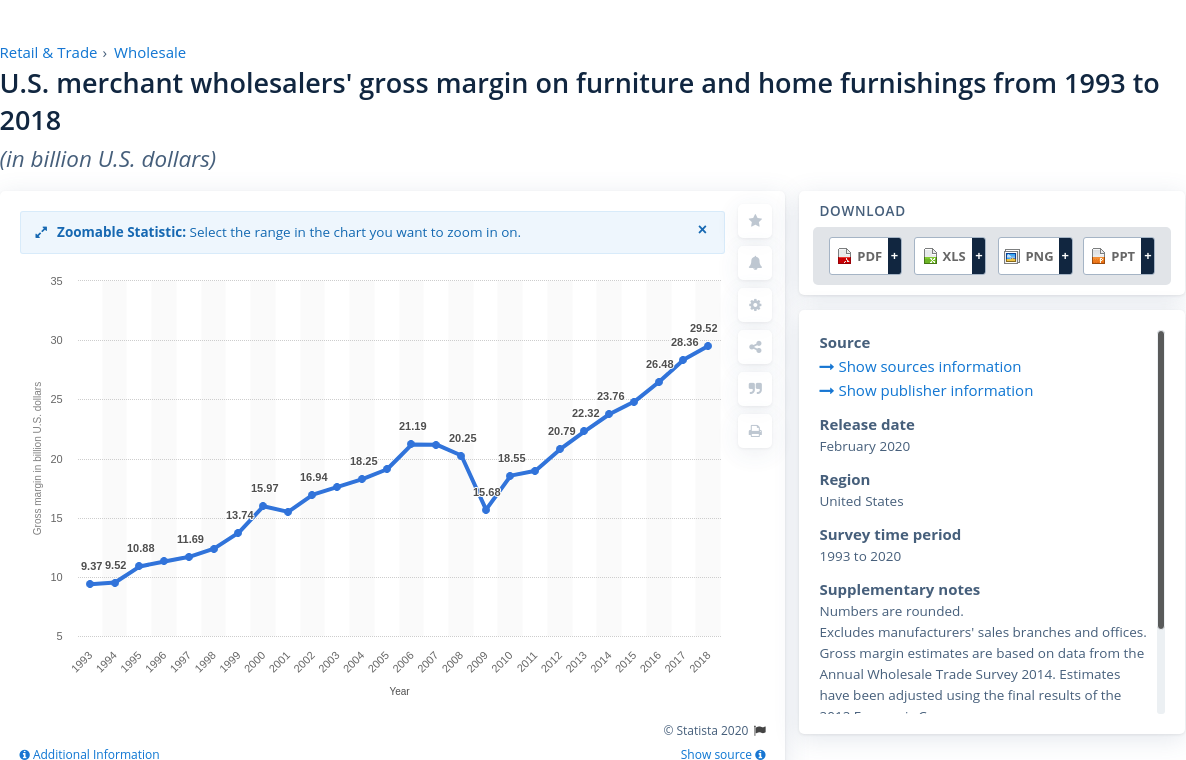 Retail & Trade › Wholesale
U.S. merchant wholesalers' gross margin on furniture and home furnishings from 1993 to
2018
(in billion U.S. dollars)
Zoomable Statistic: Select the range in the chart you want to zoom in on. ×
35
30
25
20
15
10
5
Gross margin in billion U.S. dollars
9.37
9.52
10.88
11.69
13.74
15.97
16.94
18.25
21.19
20.25
15.68
18.55
20.79
22.32
23.76
26.48
28.36
29.52
1993
1994
1995
1996
1997
1998
1999
2000
2001
2002
2003
2004
2005
2006
2007
2008
2009
2010
2011
2012
2013
2014
2015
2016
2017
2018
Year
© Statista 2020
Additional Information
Show source
DOWNLOAD
PDF + XLS + PNG + PPT +
Source
Show sources information
Show publisher information
Release date
February 2020
Region
United States
Survey time period
1993 to 2020
Supplementary notes
Numbers are rounded.
Excludes manufacturers' sales branches and offices.
Gross margin estimates are based on data from the
Annual Wholesale Trade Survey 2014. Estimates
have been adjusted using the final results of the